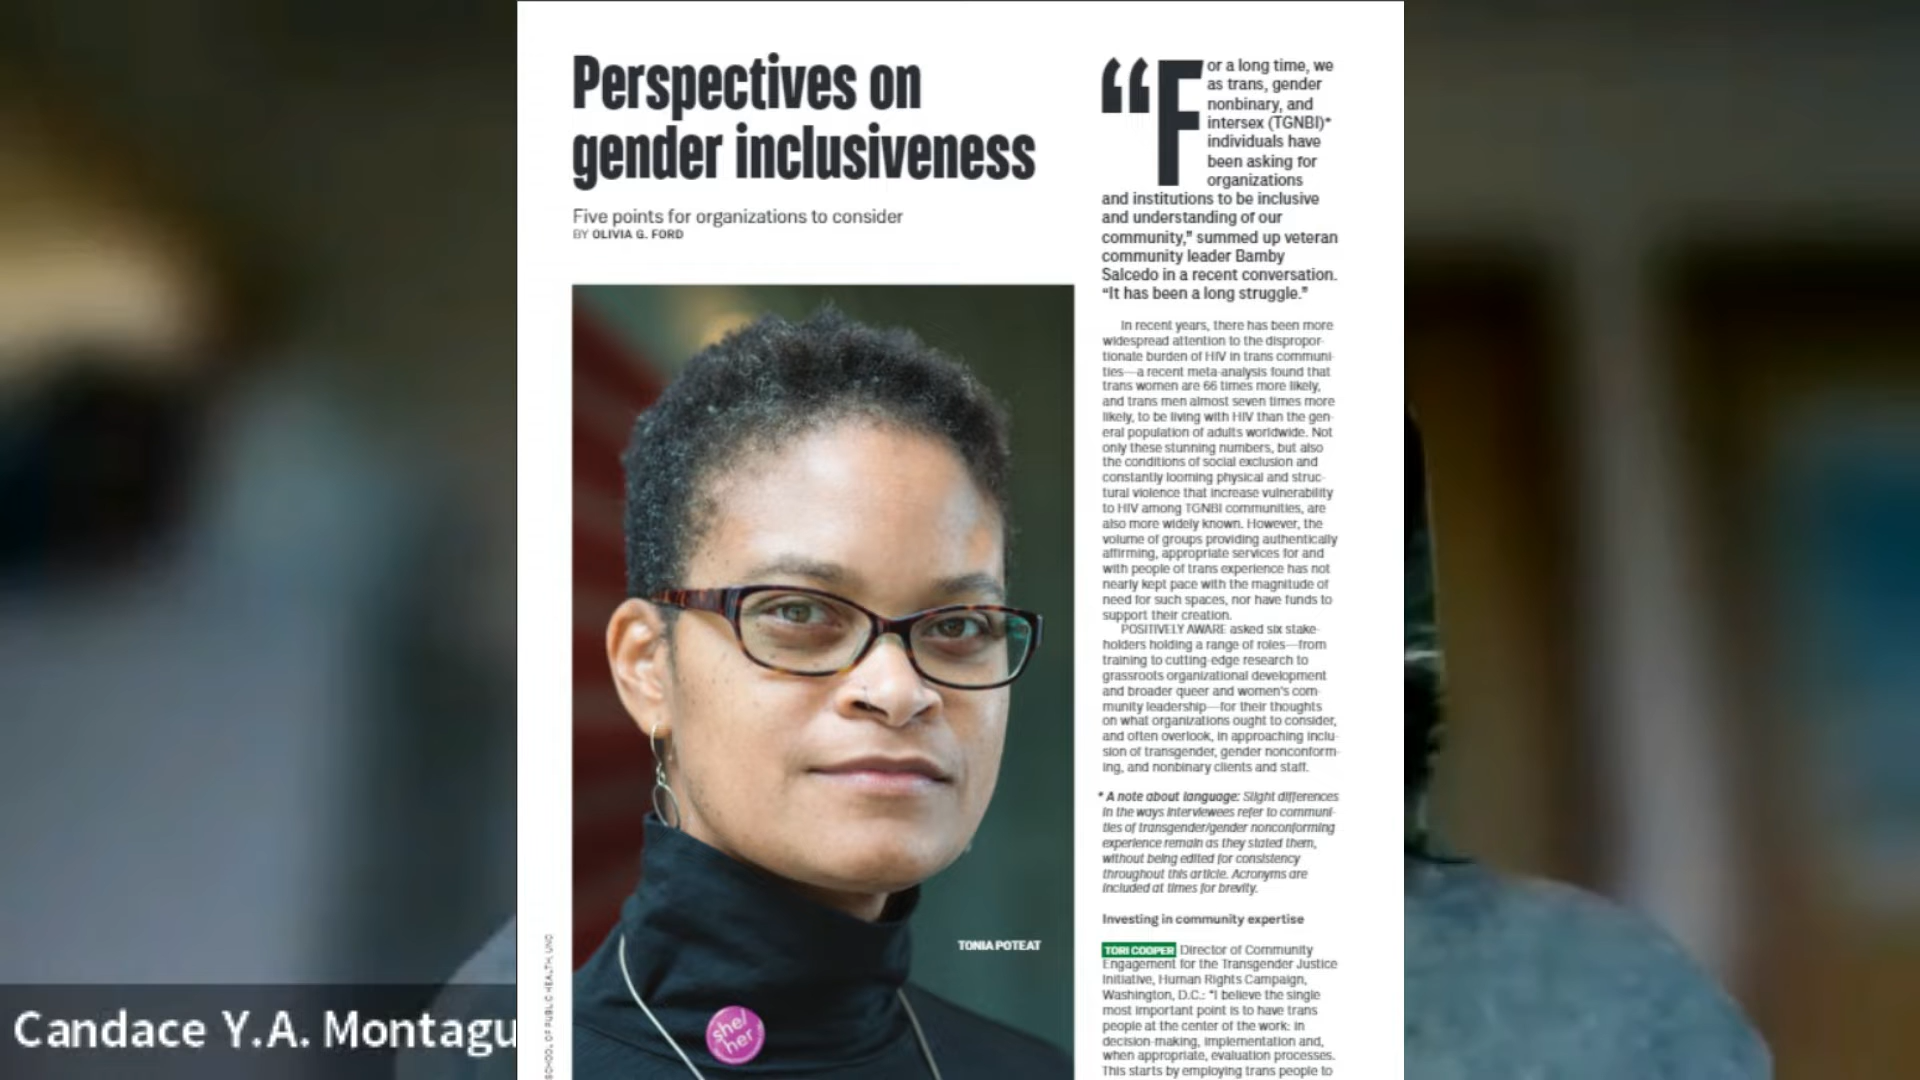 Perspectives on
gender inclusiveness
Five points for organizations to consider
BY OLIVIA G. FORD
TONIA POTEAT
she/
her
SCHOOL OF PUBLIC HEALTH, UNC
“For a long time, we
as trans, gender
nonbinary, and
intersex (TGNBI)*
individuals have
been asking for
organizations
and institutions to be inclusive
and understanding of our
community,” summed up veteran
community leader Bamby
Salcedo in a recent conversation.
“It has been a long struggle.”
In recent years, there has been more
widespread attention to the dispropor-
tionate burden of HIV in trans communi-
ties—a recent meta-analysis found that
trans women are 66 times more likely,
and trans men almost seven times more
likely, to be living with HIV than the gen-
eral population of adults worldwide. Not
only these stunning numbers, but also
the conditions of social exclusion and
constantly looming physical and struc-
tural violence that increase vulnerability
to HIV among TGNBI communities, are
also more widely known. However, the
volume of groups providing authentically
affirming, appropriate services for and
with people of trans experience has not
nearly kept pace with the magnitude of
need for such spaces, nor have funds to
support their creation.
POSITIVELY AWARE asked six stake-
holders holding a range of roles—from
training to cutting-edge research to
grassroots organizational development
and broader queer and women's com-
munity leadership—for their thoughts
on what organizations ought to consider,
and often overlook, in approaching inclu-
sion of transgender, gender nonconform-
ing, and nonbinary clients and staff.
* A note about language: Slight differences
in the ways interviewees refer to communi-
ties of transgender/gender nonconforming
experience remain as they stated them,
without being edited for consistency
throughout this article. Acronyms are
included at times for brevity.
Investing in community expertise
TORI COOPER Director of Community
Engagement for the Transgender Justice
Initiative, Human Rights Campaign,
Washington, D.C.: “I believe the single
most important point is to have trans
people at the center of the work: in
decision-making, implementation and,
when appropriate, evaluation processes.
This starts by employing trans people to
Candace Y.A. Montagu